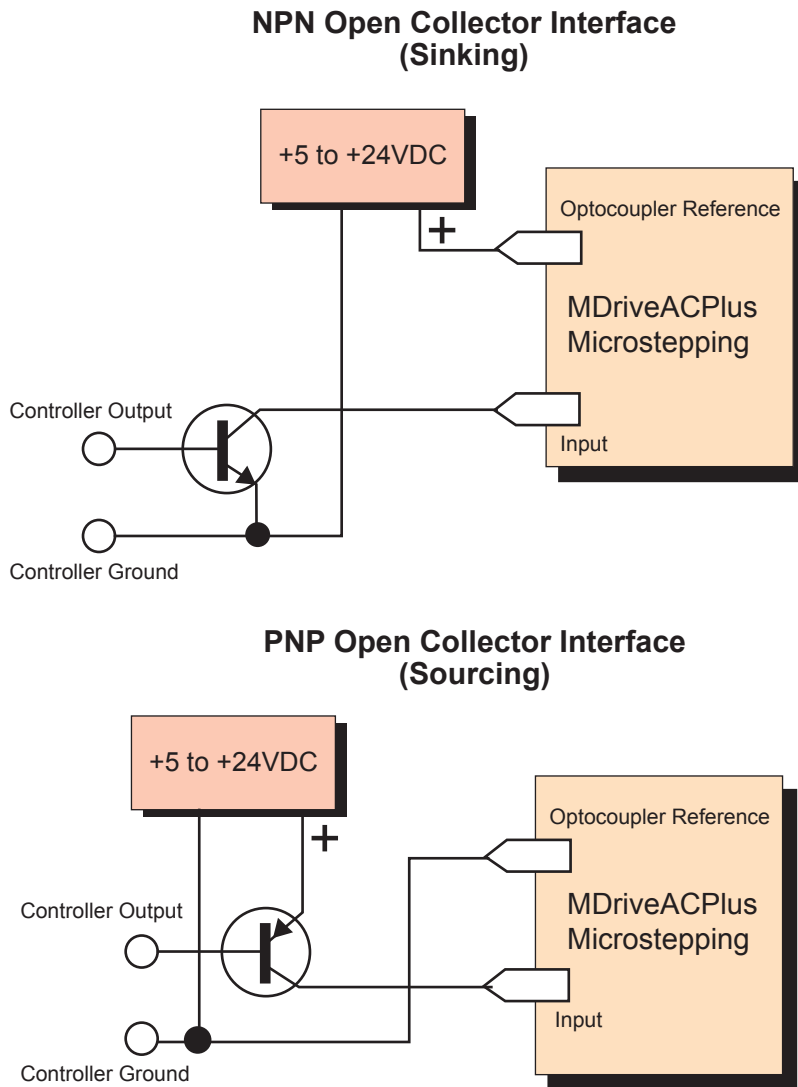 NPN Open Collector Interface
(Sinking)
+5 to +24VDC
+
Optocoupler Reference
MDriveACPlus
Microstepping
Controller Output
Input
Controller Ground
PNP Open Collector Interface
(Sourcing)
+5 to +24VDC
+
Optocoupler Reference
MDriveACPlus
Microstepping
Controller Output
Input
Controller Ground